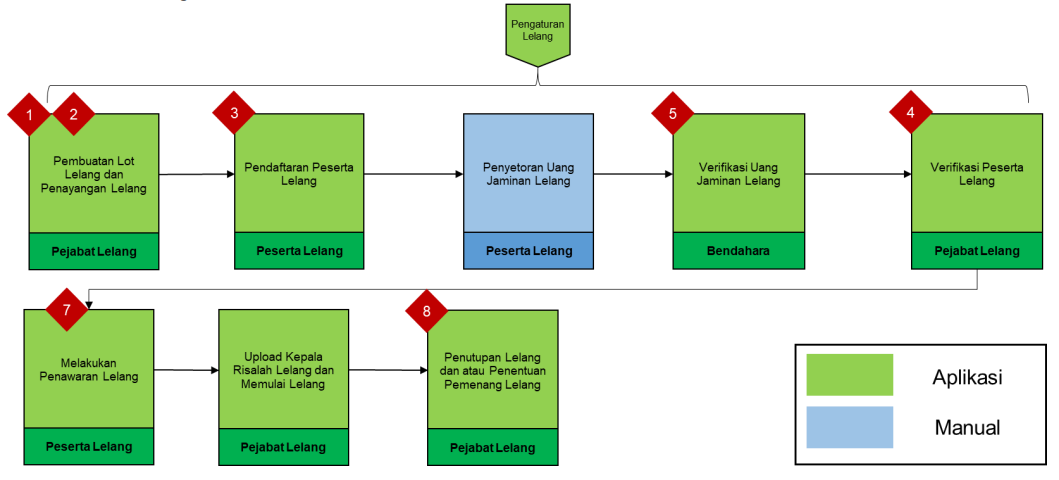 Pengaturan
Lelang
1
2
Pembuatan Lot
Lelang dan
Penayangan Lelang
Pejabat Lelang
3
Pendaftaran Peserta
Lelang
Peserta Lelang
Penyetoran Uang
Jaminan Lelang
Peserta Lelang
5
Verifikasi Uang
Jaminan Lelang
Bendahara
4
Verifikasi Peserta
Lelang
Pejabat Lelang
7
Melakukan
Penawaran Lelang
Peserta Lelang
Upload Kepala
Risalah Lelang dan
Memulai Lelang
Pejabat Lelang
8
Penutupan Lelang
dan atau Penentuan
Pemenang Lelang
Pejabat Lelang
Aplikasi
Manual